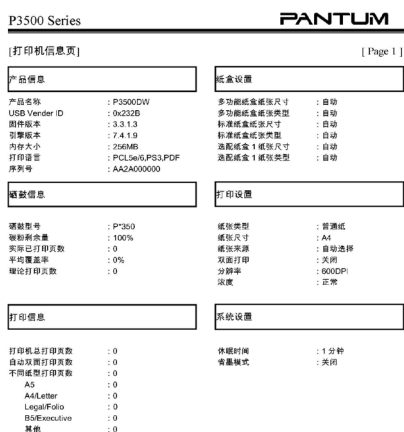 P3500 Series
PANTUM
[打印机信息页]
[ Page 1 ]
产品信息
产品名称 : P3500DW
USB Vender ID : 0x232B
固件版本 : 3.3.1.3
引擎版本 : 7.4.1.9
内存大小 : 256MB
打印语言 : PCL5e/6,PS3,PDF
序列号 : AA2A000000
纸盒设置
多功能纸盒纸张尺寸 : 自动
多功能纸盒纸张类型 : 自动
标准纸盒纸张尺寸 : 自动
标准纸盒纸张类型 : 自动
选配纸盒 1 纸张尺寸 : 自动
选配纸盒 1 纸张类型 : 自动
硒鼓信息
硒鼓型号 : P*350
碳粉剩余量 : 100%
实际已打印页数 : 0
平均覆盖率 : 0%
理论打印页数 : 0
打印设置
纸张类型 : 普通纸
纸张尺寸 : A4
纸张来源 : 自动选择
双面打印 : 关闭
分辨率 : 600DPI
浓度 : 正常
打印信息
打印机总打印页数 : 0
自动双面打印页数 : 0
不同纸型打印页数 : 0
A5 : 0
A4/Letter : 0
Legal/Folio : 0
B5/Executive : 0
其他 : 0
系统设置
休眠时间 : 1 分钟
省墨模式 : 关闭